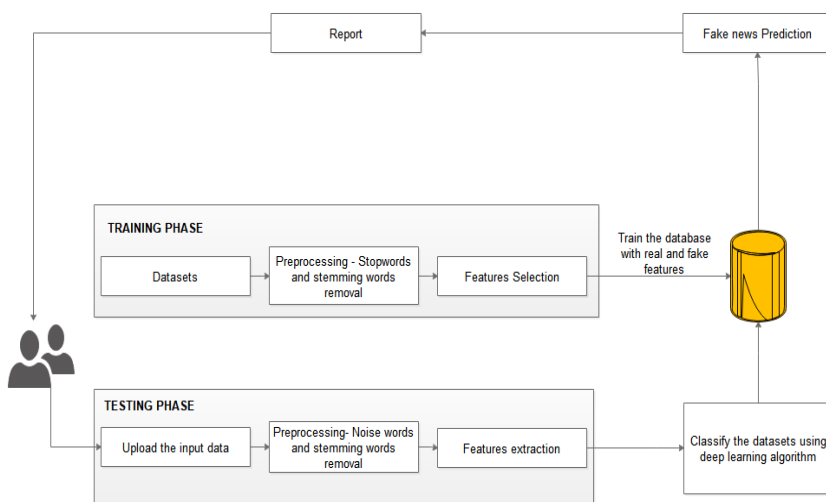 Report
Fake news Prediction
TRAINING PHASE
Datasets
Preprocessing - Stopwords
and stemming words
removal
Features Selection
Train the database
with real and fake
features
TESTING PHASE
Upload the input data
Preprocessing- Noise words
and stemming words
removal
Features extraction
Classify the datasets using
deep learning algorithm